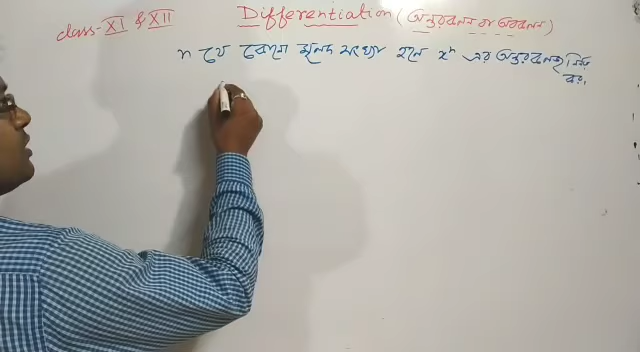 class-XI & XII Differentiation (অন্তরকলন বা অবকলন)
n যে কোনো মূলদ সংখ্যা হলে xⁿ এর অন্তরকলজ নির্ণয়
কর।